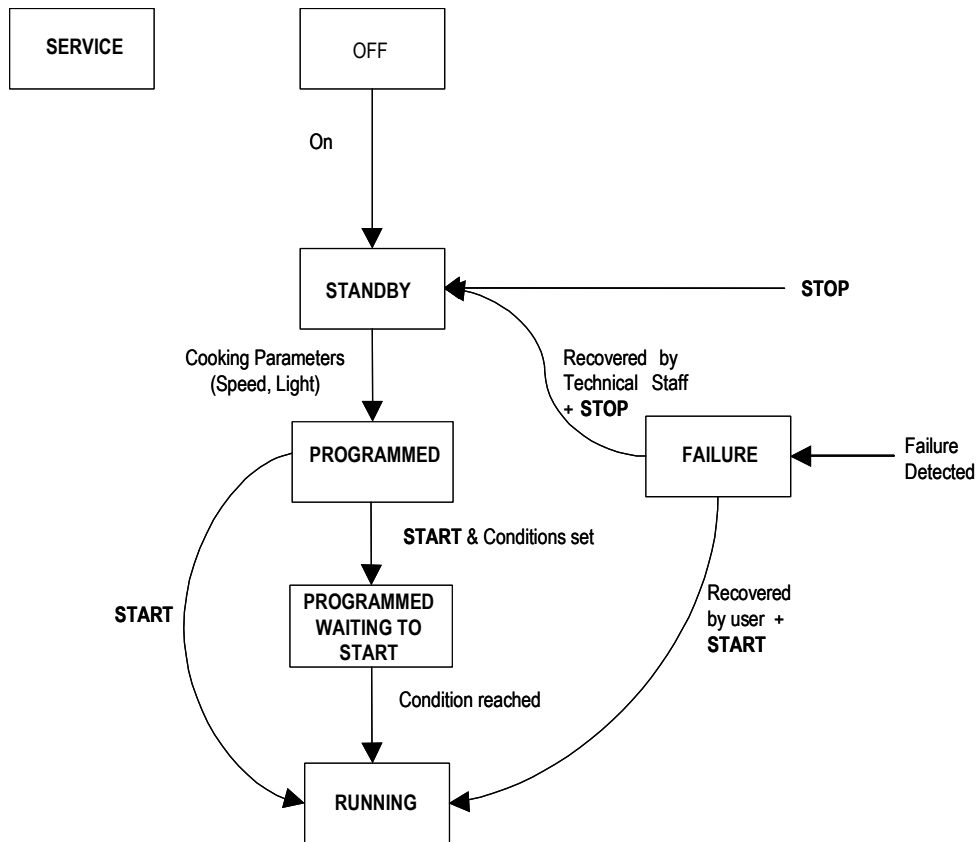 SERVICE
OFF
On
STANDBY
STOP
Cooking Parameters
(Speed, Light)
Recovered by
Technical Staff
+ STOP
PROGRAMMED
FAILURE
Failure
Detected
START & Conditions set
START
PROGRAMMED
WAITING TO
START
Recovered
by user +
START
Condition reached
RUNNING